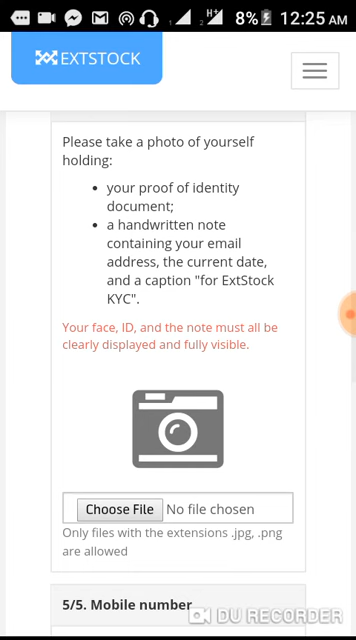 1 2 H+ 8% 12:25 AM
EXTSTOCK
Please take a photo of yourself
holding:
• your proof of identity
document;
• a handwritten note
containing your email
address, the current date,
and a caption "for ExtStock
KYC".
Your face, ID, and the note must all be
clearly displayed and fully visible.
Choose File No file chosen
Only files with the extensions .jpg, .png
are allowed
5/5. Mobile number
DU RECORDER